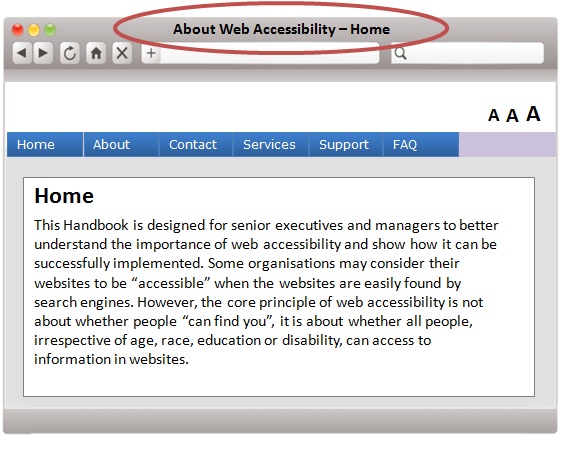 About Web Accessibility – Home
A A A
Home About Contact Services Support FAQ
Home
This Handbook is designed for senior executives and managers to better
understand the importance of web accessibility and show how it can be
successfully implemented. Some organisations may consider their
websites to be “accessible” when the websites are easily found by
search engines. However, the core principle of web accessibility is not
about whether people “can find you”, it is about whether all people,
irrespective of age, race, education or disability, can access to
information in websites.